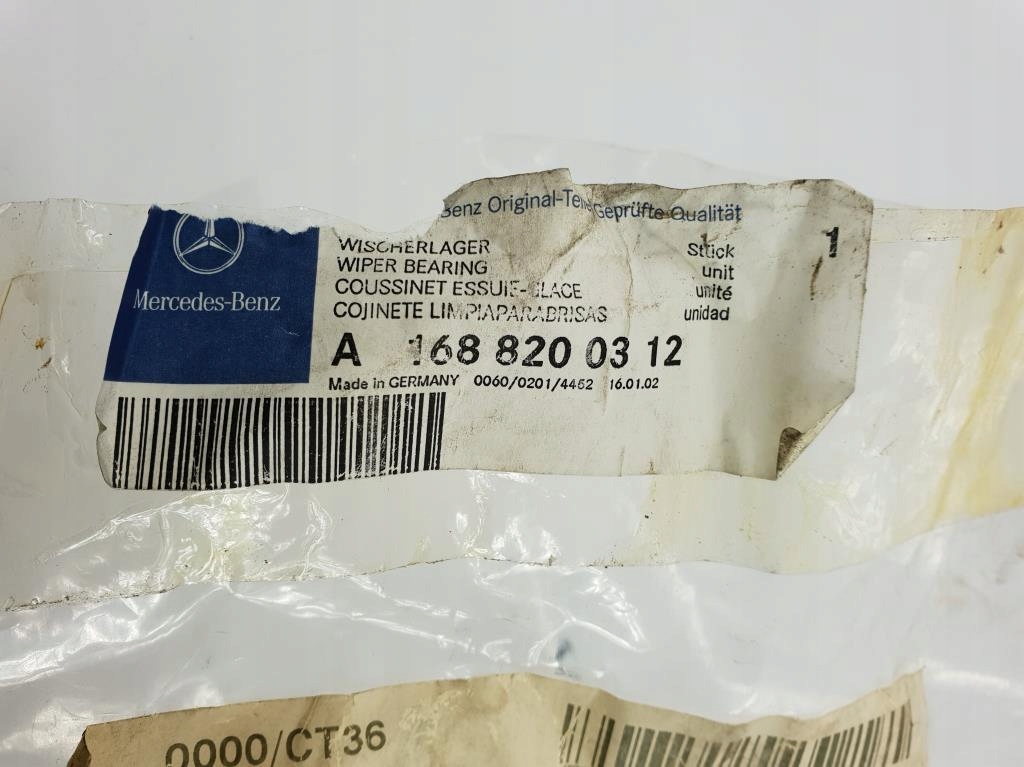 Benz Original-Teile Geprüfte Qualität
Mercedes-Benz
WISCHERLAGER
WIPER BEARING
COUSSINET ESSUIE-GLACE
COJINETE LIMPIAPARABRISAS
Stück 1
unit
unité
unidad
A 168 820 03 12
Made in GERMANY 0060/0201/4452 16.01.02
0000/CT36